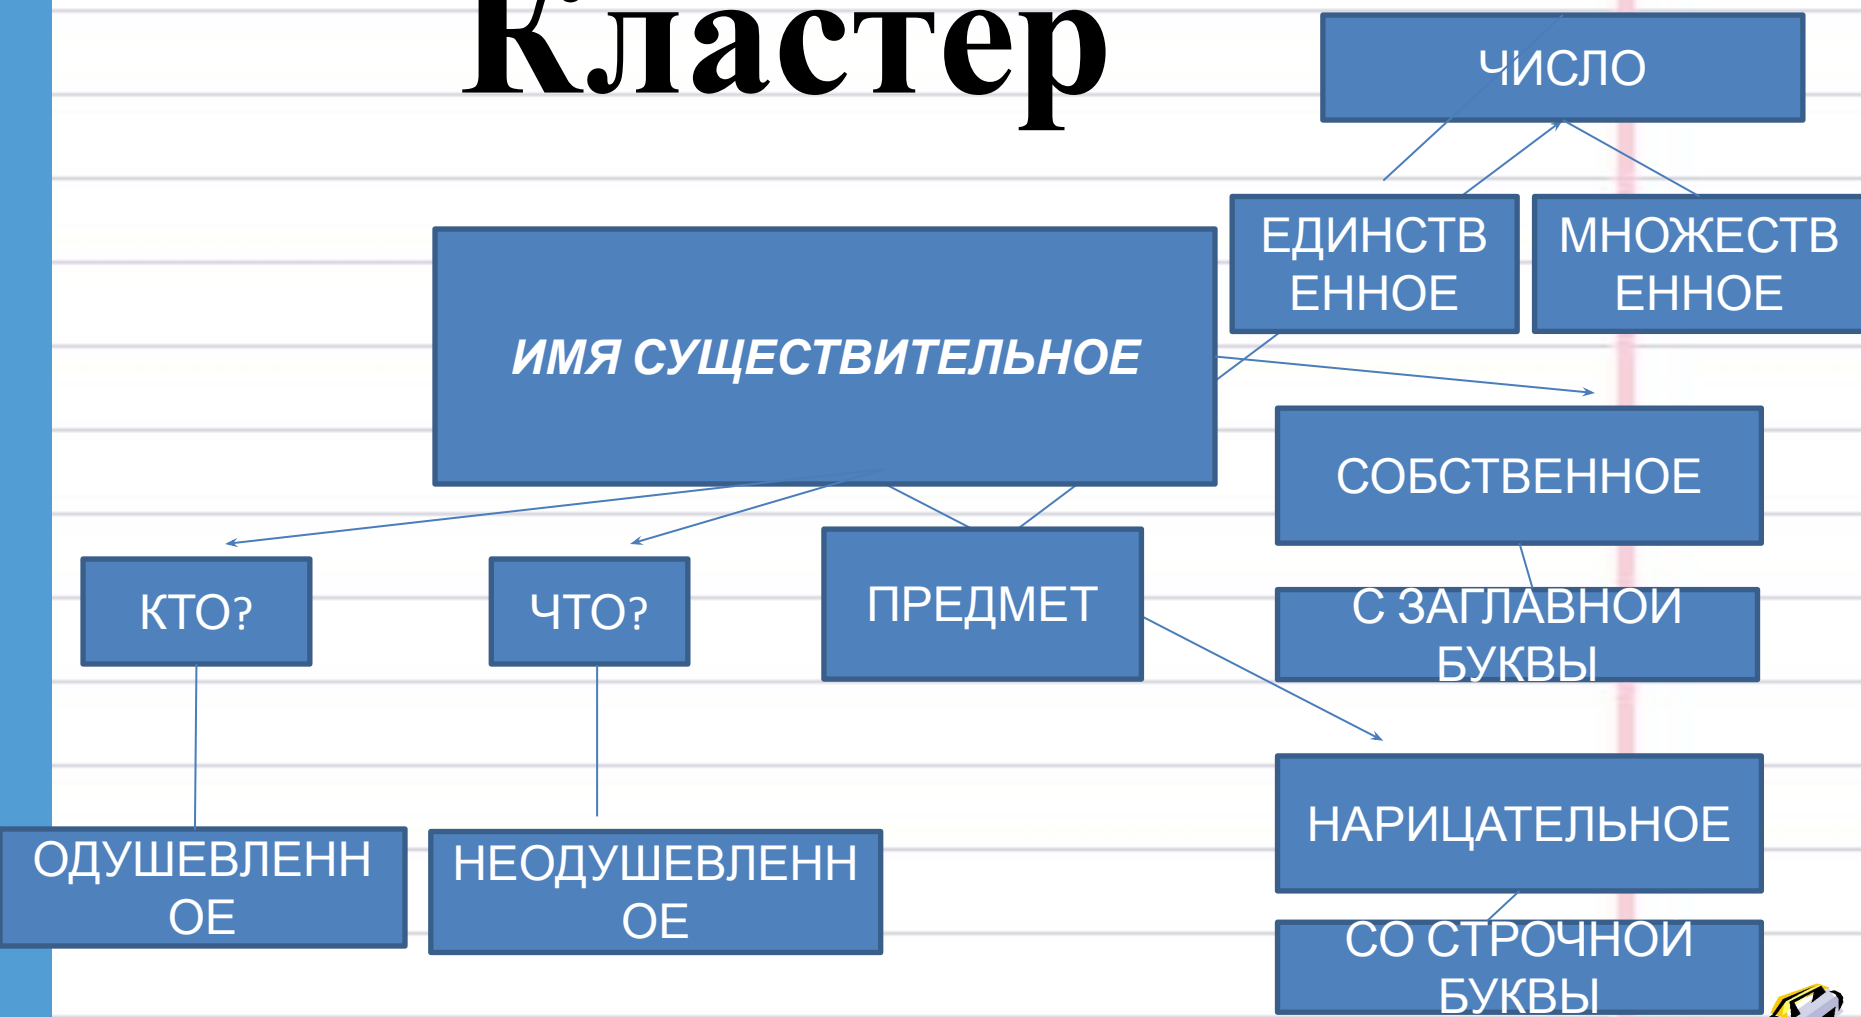 Кластер
ЧИСЛО
ЕДИНСТВ
ЕННОЕ
МНОЖЕСТВ
ЕННОЕ
ИМЯ СУЩЕСТВИТЕЛЬНОЕ
СОБСТВЕННОЕ
С ЗАГЛАВНОЙ
БУКВЫ
КТО?
ЧТО?
ПРЕДМЕТ
НАРИЦАТЕЛЬНОЕ
СО СТРОЧНОЙ
БУКВЫ
ОДУШЕВЛЕНН
ОЕ
НЕОДУШЕВЛЕНН
ОЕ